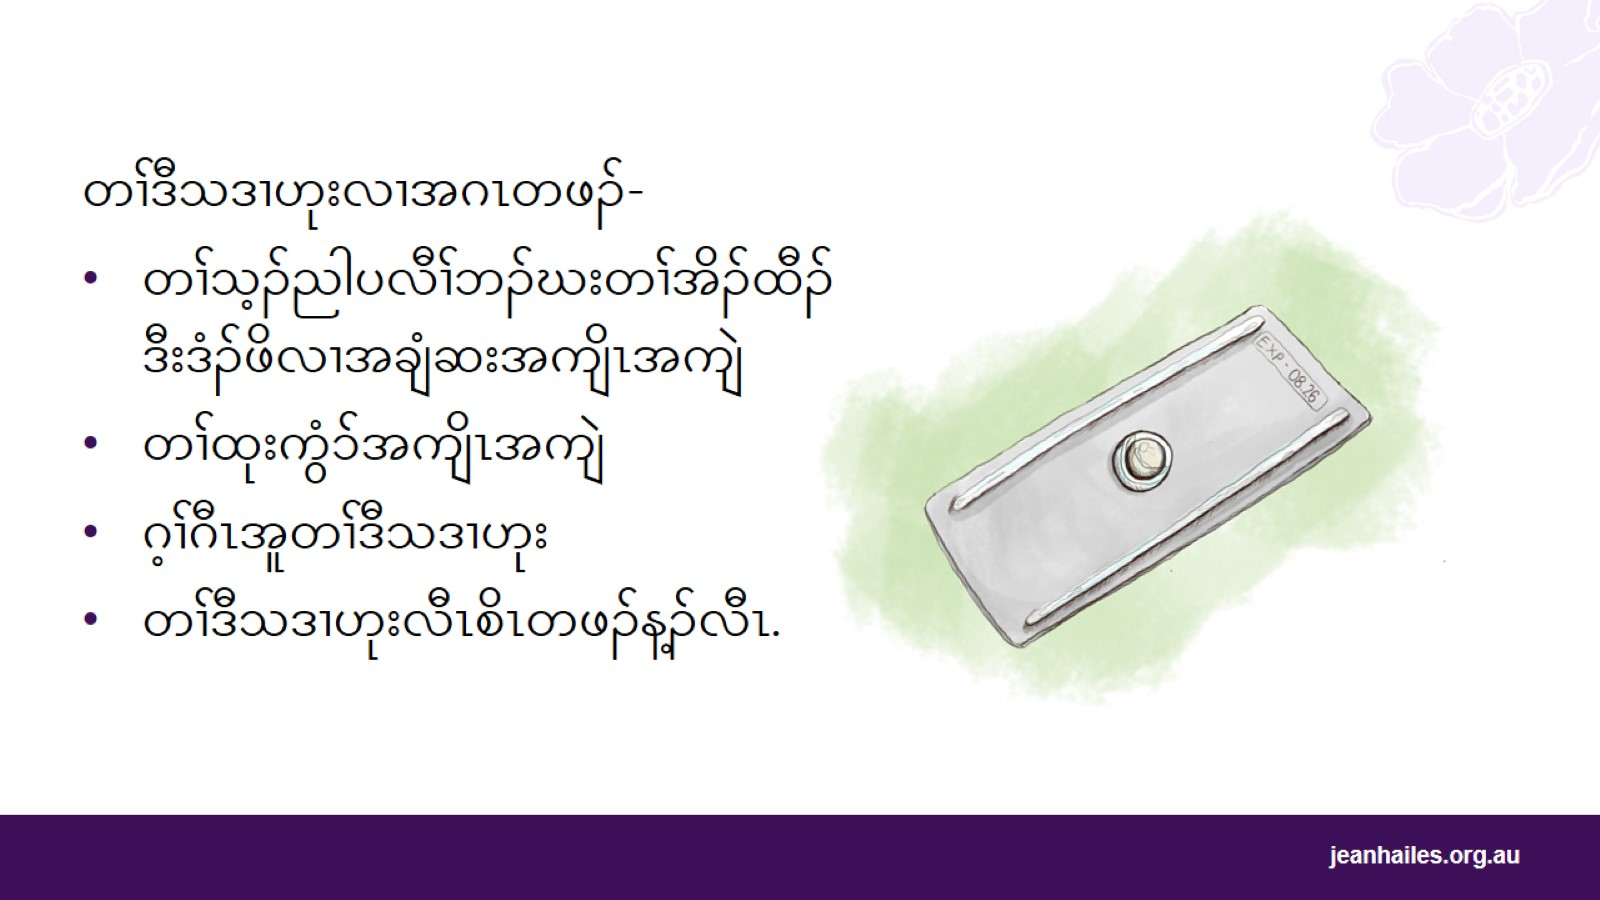 တၢ်ဒီသဒၢဟုးလၢအဂၤတဖၣ်-
• တၢ်သ့ၣ်ညါပလီၢ်ဘၣ်ဃးတၢ်အိၣ်ထီၣ်
ဒီးဒံၣ်ဖိလၢအချံဆးအကျိၤအကျဲ
• တၢ်ထုးကွံာ်အကျိၤအကျဲ
• ဂ့ၢ်ဂီၤအူတၢ်ဒီသဒၢဟုး
• တၢ်ဒီသဒၢဟုးလီၤစိၤတဖၣ်န့ၣ်လီၤ.
EXP - 08.26
jeanhailes.org.au